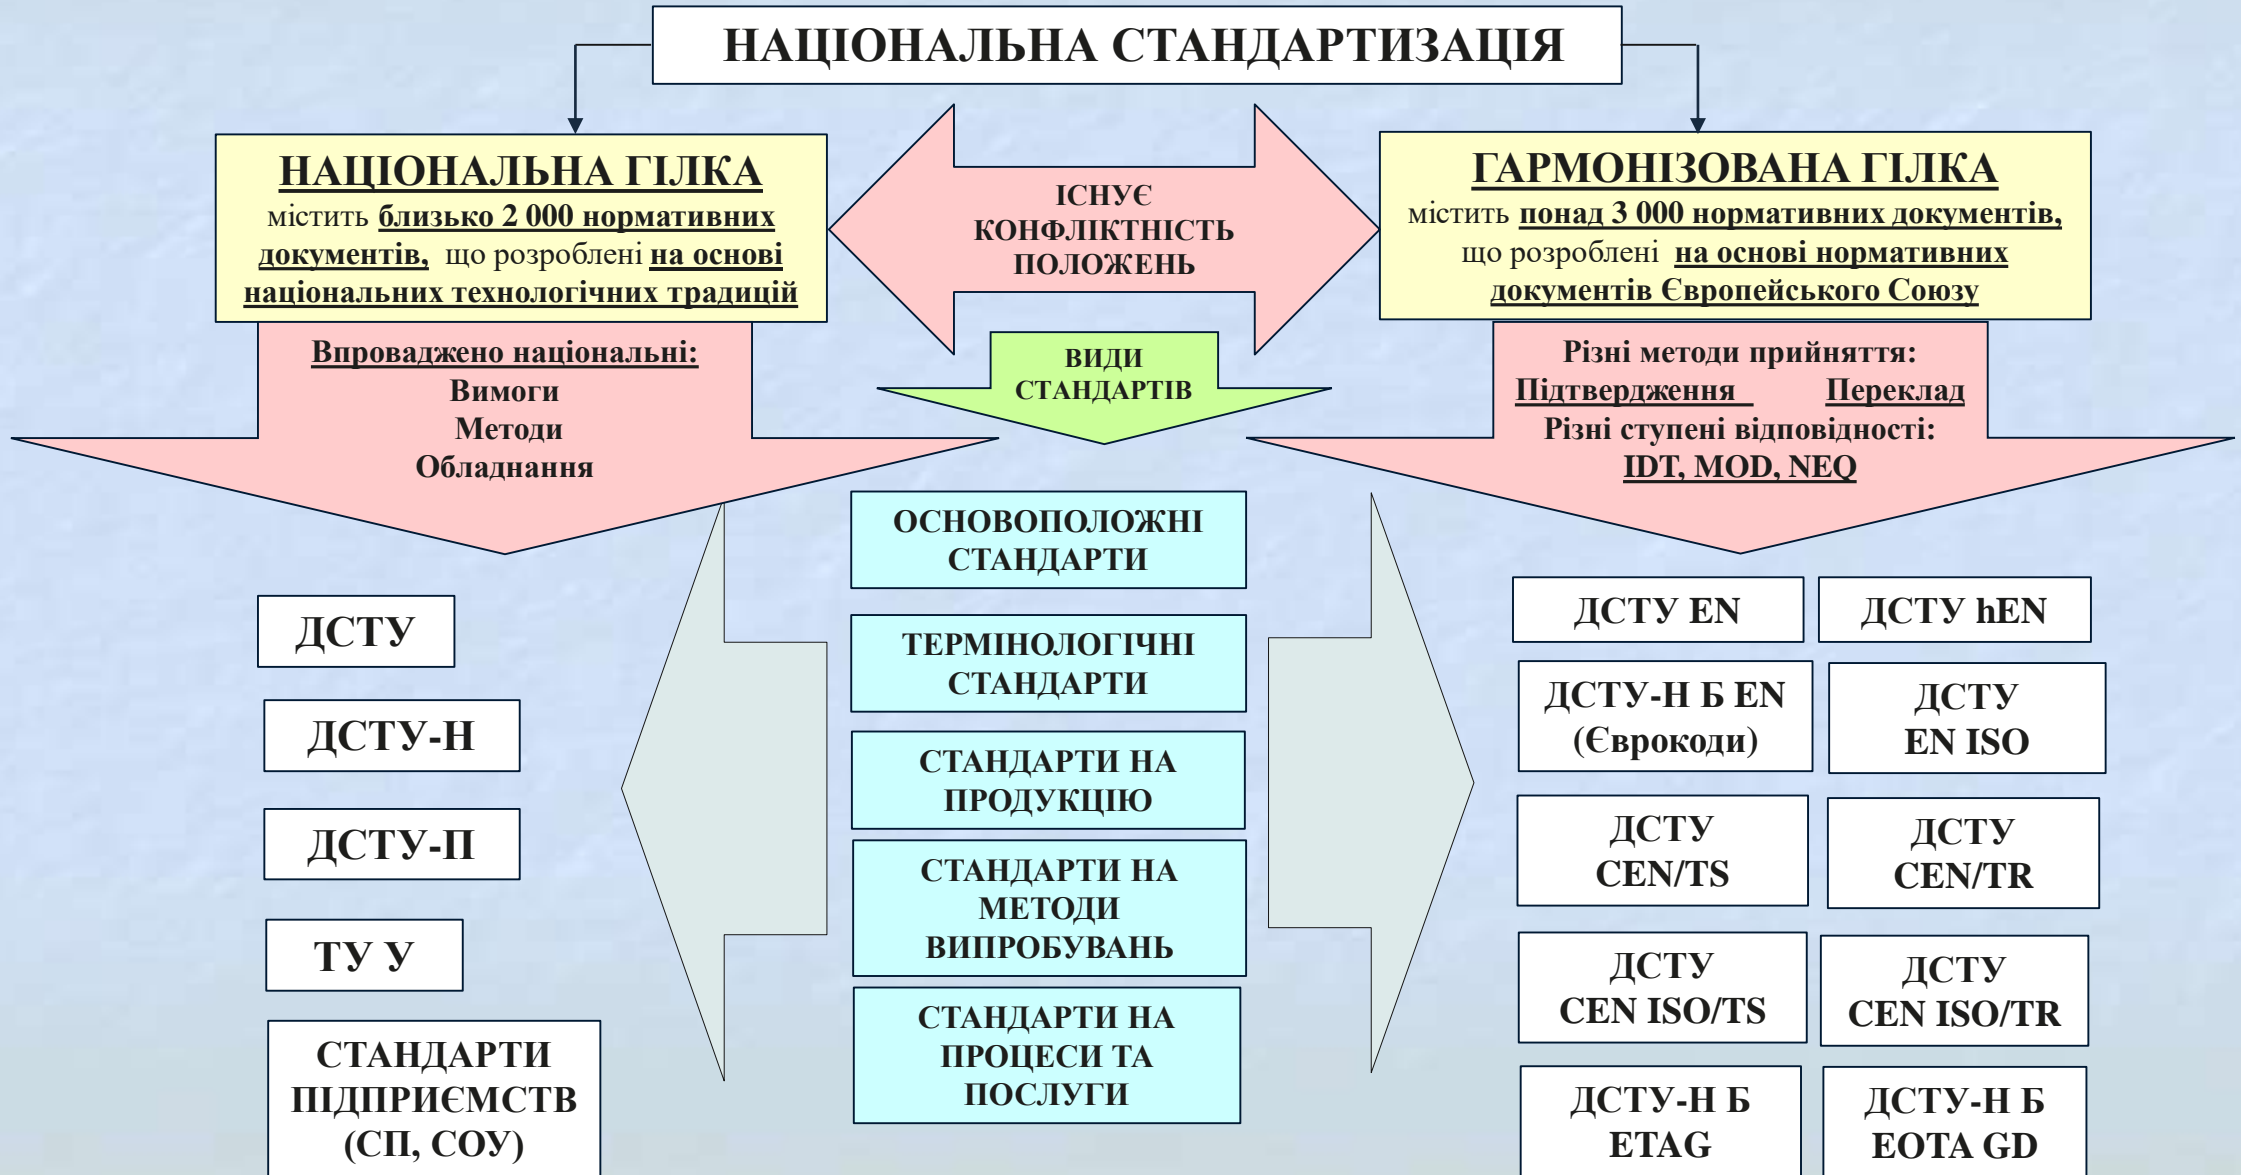 НАЦІОНАЛЬНА СТАНДАРТИЗАЦІЯ
НАЦІОНАЛЬНА ГІЛКА
містить близько 2 000 нормативних
документів, що розроблені на основі
національних технологічних традицій
ІСНУЄ
КОНФЛІКТНІСТЬ
ПОЛОЖЕНЬ
ГАРМОНІЗОВАНА ГІЛКА
містить понад 3 000 нормативних документів,
що розроблені на основі нормативних
документів Європейського Союзу
Впроваджено національні:
Вимоги
Методи
Обладнання
ВИДИ
СТАНДАРТІВ
Різні методи прийняття:
Підтвердження Переклад
Різні ступені відповідності:
IDT, MOD, NEQ
ДСТУ
ДСТУ-Н
ДСТУ-П
ТУ У
СТАНДАРТИ
ПІДПРИЄМСТВ
(СП, СОУ)
ОСНОВОПОЛОЖНІ
СТАНДАРТИ
ТЕРМІНОЛОГІЧНІ
СТАНДАРТИ
СТАНДАРТИ НА
ПРОДУКЦІЮ
СТАНДАРТИ НА
МЕТОДИ
ВИПРОБУВАНЬ
СТАНДАРТИ НА
ПРОЦЕСИ ТА
ПОСЛУГИ
ДСТУ EN
ДСТУ hEN
ДСТУ-Н Б EN
(Єврокоди)
ДСТУ
EN ISO
ДСТУ
CEN/TS
ДСТУ
CEN/TR
ДСТУ
CEN ISO/TS
ДСТУ
CEN ISO/TR
ДСТУ-Н Б
ETAG
ДСТУ-Н Б
EOTA GD